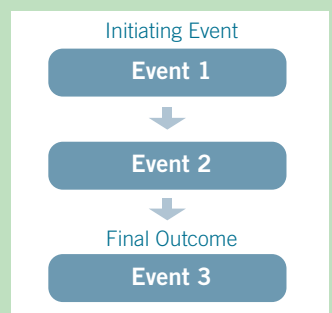 Initiating Event
Event 1
Event 2
Final Outcome
Event 3